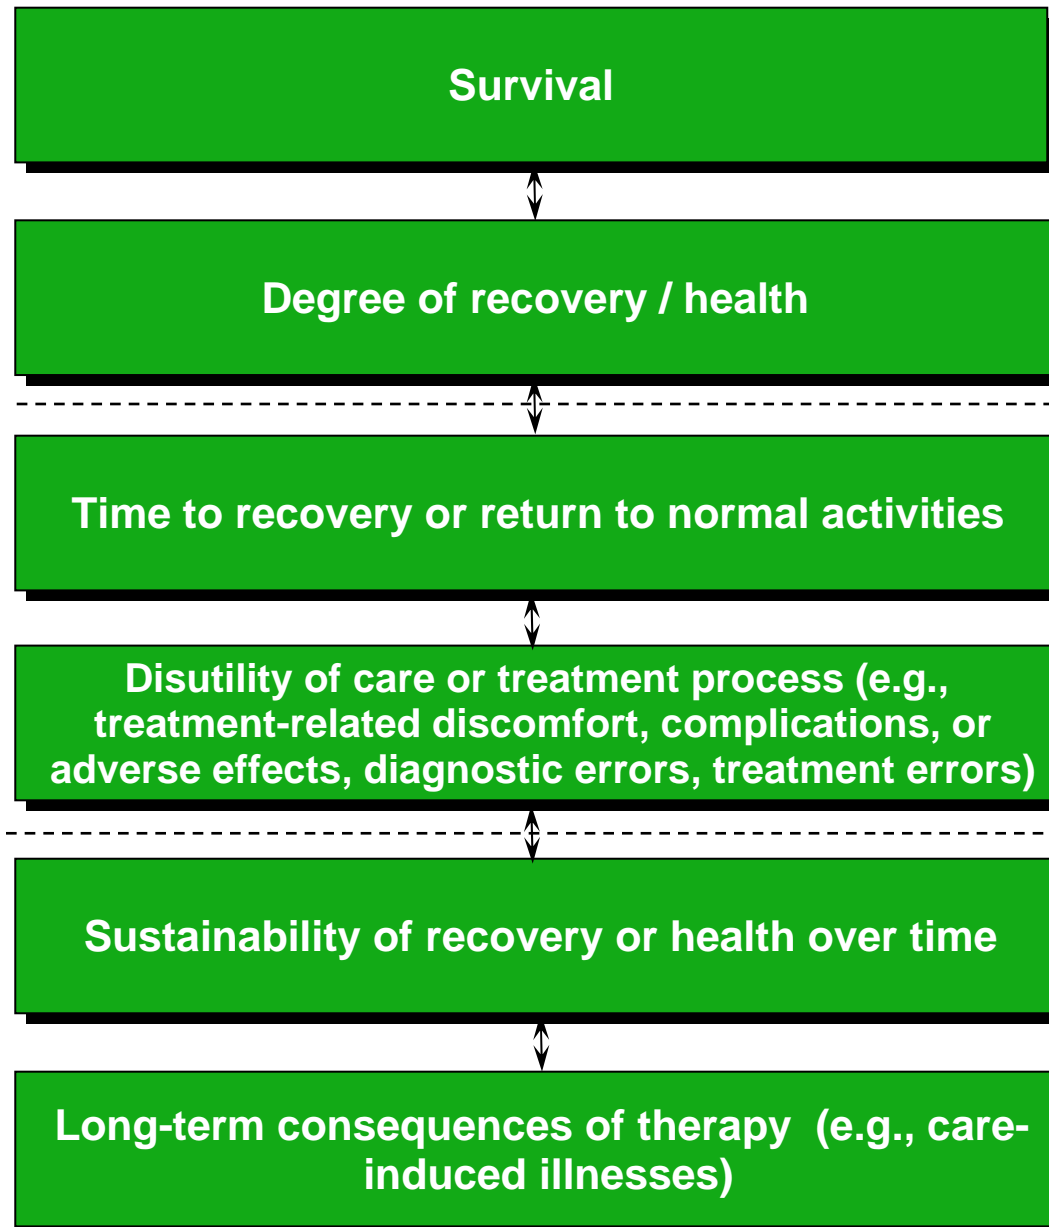 Survival
Degree of recovery / health
Time to recovery or return to normal activities
Disutility of care or treatment process (e.g.,
treatment-related discomfort, complications, or
adverse effects, diagnostic errors, treatment errors)
Sustainability of recovery or health over time
Long-term consequences of therapy  (e.g., care-
induced illnesses)